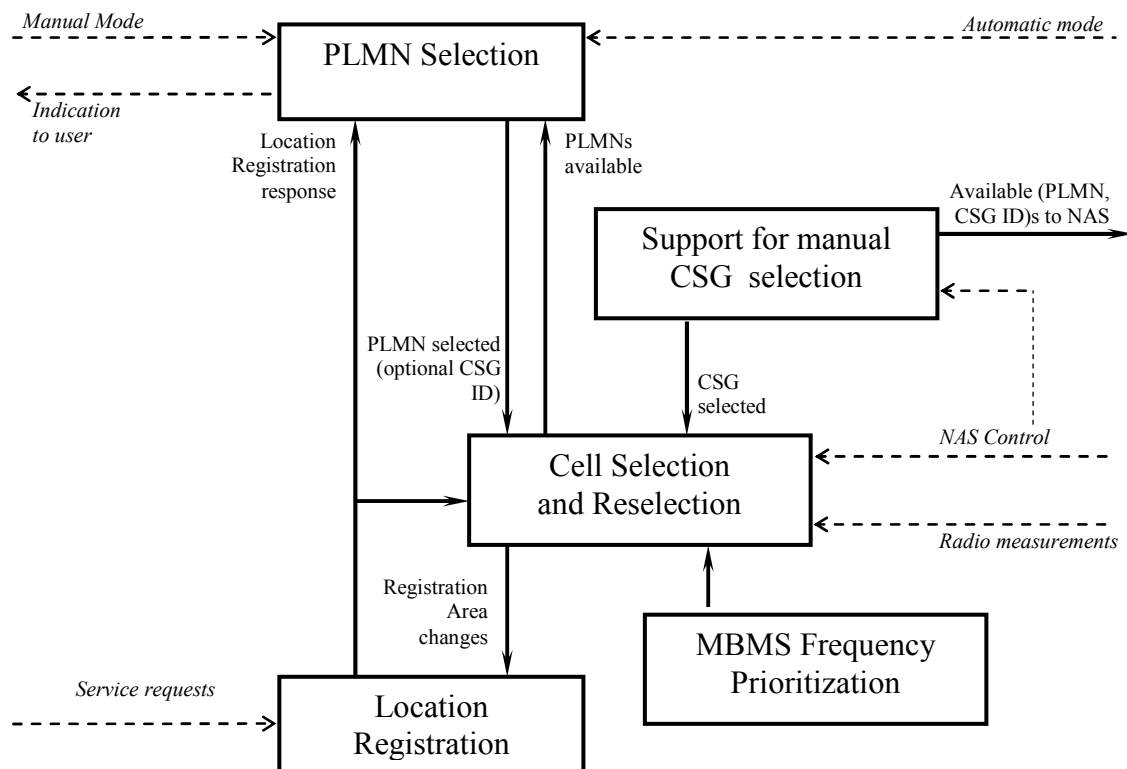 Manual Mode
Automatic mode
PLMN Selection
Indication
to user
Location
Registration
response
PLMNs
available
Available (PLMN,
CSG ID)s to NAS
Support for manual
CSG selection
PLMN selected
(optional CSG
ID)
CSG
selected
NAS Control
Cell Selection
and Reselection
Radio measurements
Registration
Area
changes
MBMS Frequency
Prioritization
Service requests
Location
Registration